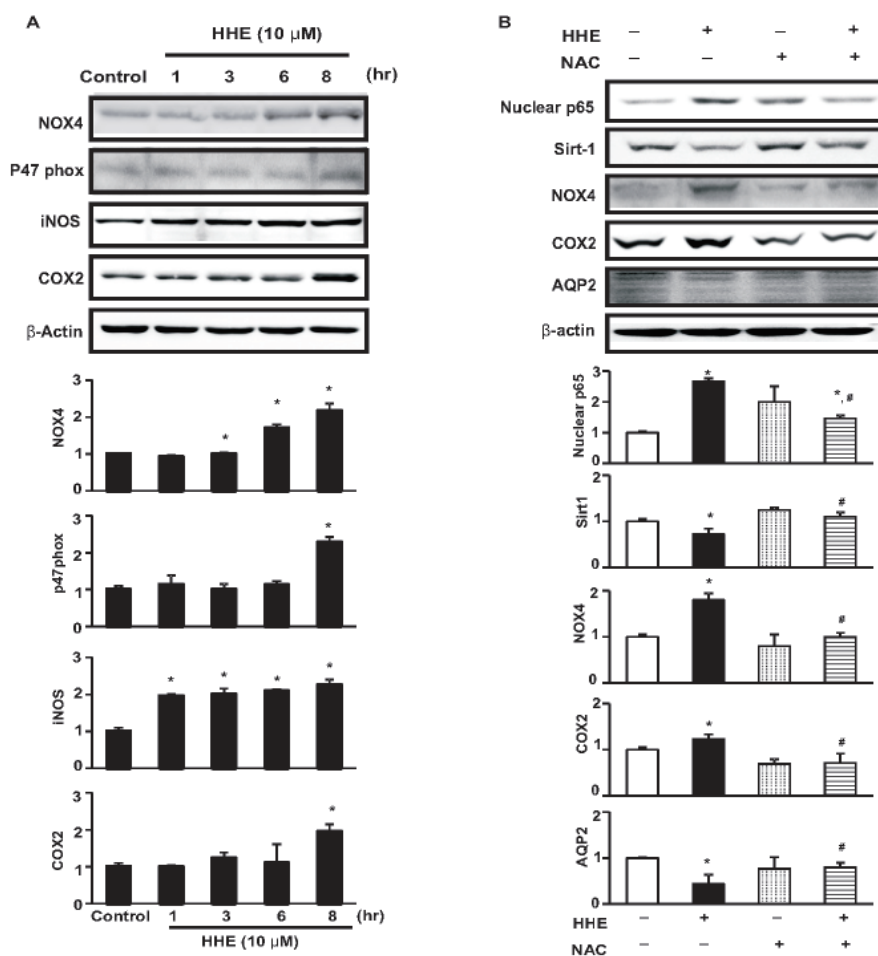 A
HHE (10 µM)
Control 1 3 6 8 (hr)
NOX4
P47 phox
iNOS
COX2
β-Actin
NOX4
3
2
1
0
*
*
*
p47phox
3
2
1
0
iNOS
3
2
1
0
* * * *
COX2
3
2
1
0
*
Control 1 3 6 8 (hr)
HHE (10 µM)
B
HHE – + – +
NAC – – + +
Nuclear p65
Sirt-1
NOX4
COX2
AQP2
β-actin
Nuclear p65
3
2
1
0
* *,#
Sirt1
2
1
0
* #
NOX4
2
1
0
* #
COX2
2
1
0
* #
AQP2
2
1
0
* #
HHE – + – +
NAC – – + +